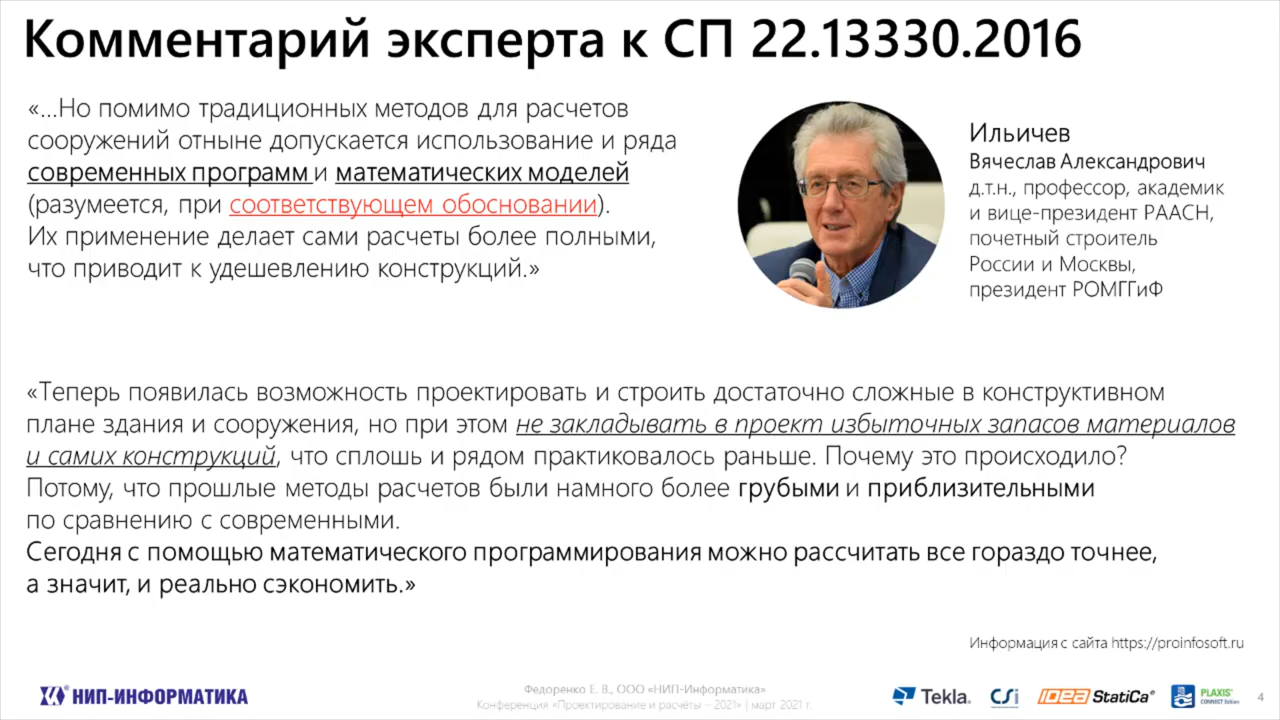 Комментарий эксперта к СП 22.13330.2016
«...Но помимо традиционных методов для расчетов
сооружений отныне допускается использование и ряда
современных программ и математических моделей
(разумеется, при соответствующем обосновании).
Их применение делает сами расчеты более полными,
что приводит к удешевлению конструкций.»
Ильичев
Вячеслав Александрович
д.т.н., профессор, академик
и вице-президент РААСН,
почетный строитель
России и Москвы,
президент РОМГГиФ
«Теперь появилась возможность проектировать и строить достаточно сложные в конструктивном
плане здания и сооружения, но при этом не закладывать в проект избыточных запасов материалов
и самих конструкций, что сплошь и рядом практиковалось раньше. Почему это происходило?
Потому, что прошлые методы расчетов были намного более грубыми и приблизительными
по сравнению с современными.
Сегодня с помощью математического программирования можно рассчитать все гораздо точнее,
а значит, и реально сэкономить.»
Информация с сайта https://proinfosoft.ru
НИП-ИНФОРМАТИКА
Федоренко Е. В., ООО «НИП-Информатика»
Конференция «Проектирование и расчёты – 2021» | март 2021 г.
Tekla.
CSi
IDEA StatiCa®
PLAXIS®
CONNECT Edition
4